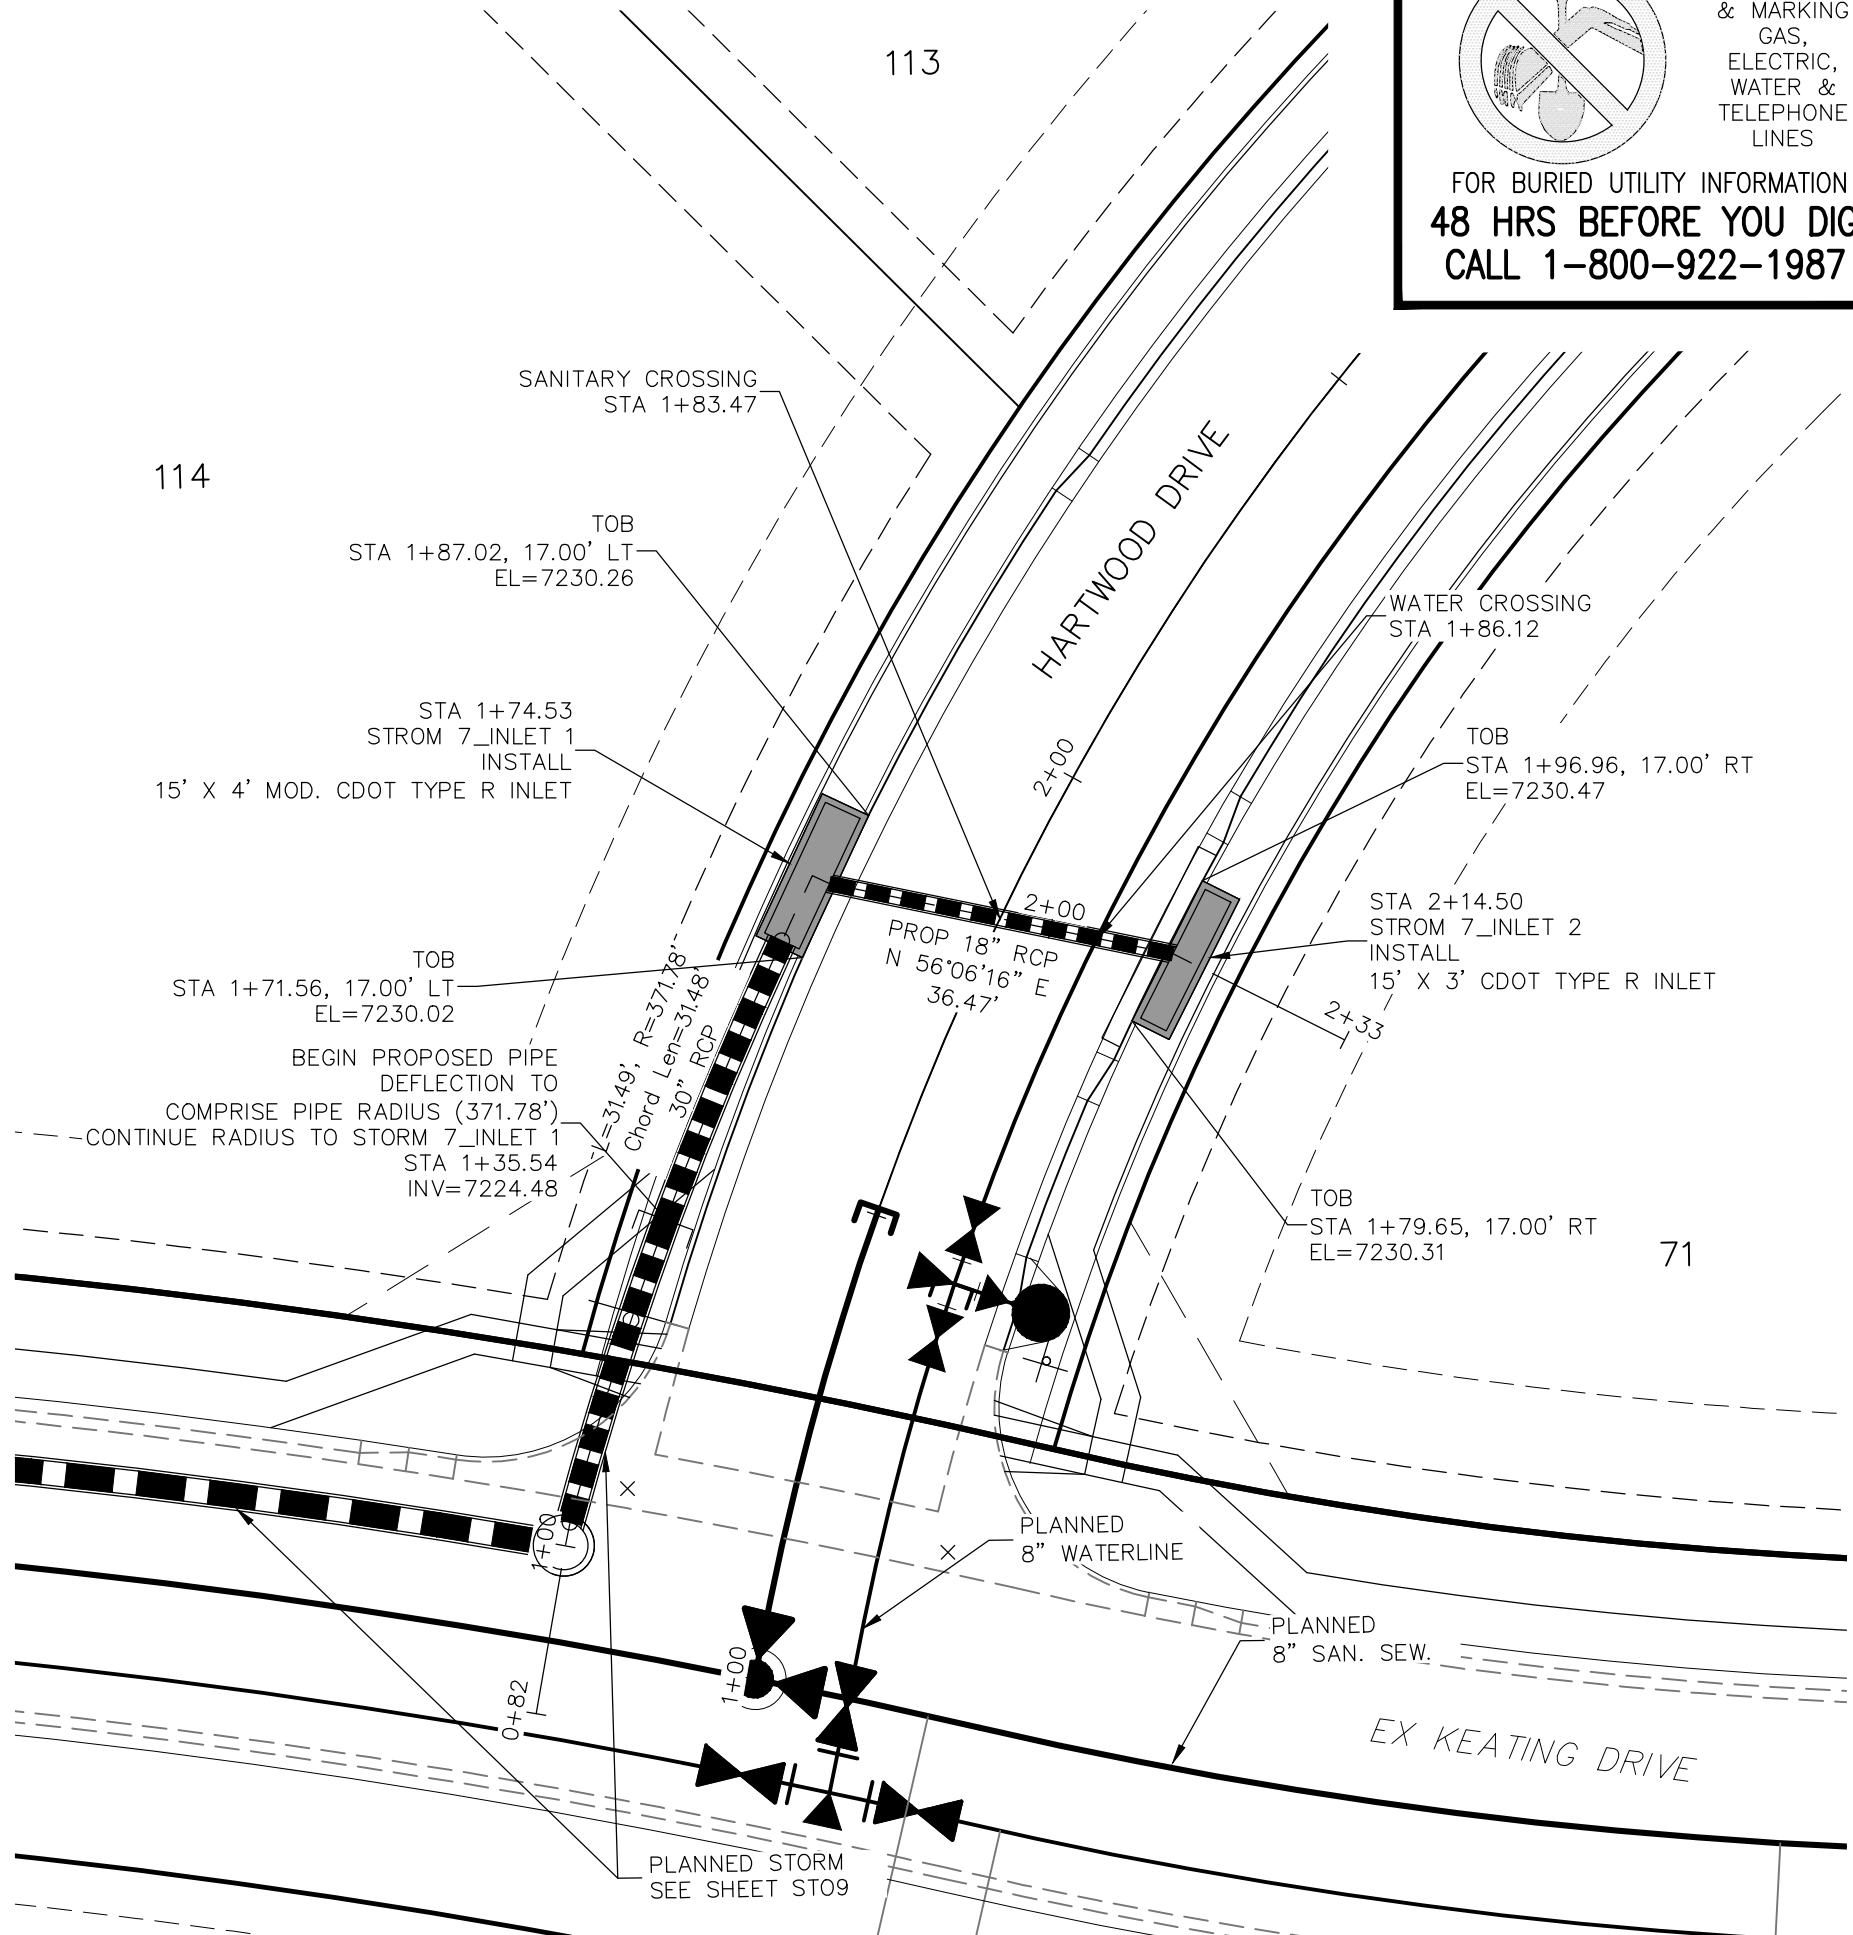 & MARKING
GAS,
ELECTRIC,
WATER &
TELEPHONE
LINES
FOR BURIED UTILITY INFORMATION
48 HRS BEFORE YOU DIG
CALL 1-800-922-1987
113
114
SANITARY CROSSING
STA 1+83.47
TOB
STA 1+87.02, 17.00' LT
EL=7230.26
HARTWOOD DRIVE
WATER CROSSING
STA 1+86.12
STA 1+74.53
STROM 7_INLET 1
INSTALL
15' X 4' MOD. CDOT TYPE R INLET
2+00
TOB
STA 1+96.96, 17.00' RT
EL=7230.47
2+00
PROP 18" RCP
N 56°06'16" E
36.47'
STA 2+14.50
STROM 7_INLET 2
INSTALL
15' X 3' CDOT TYPE R INLET
2+33
TOB
STA 1+71.56, 17.00' LT
EL=7230.02
L=31.49', R=371.78'
Chord Len=31.48'
30" RCP
BEGIN PROPOSED PIPE
DEFLECTION TO
COMPRISE PIPE RADIUS (371.78')
CONTINUE RADIUS TO STORM 7_INLET 1
STA 1+35.54
INV=7224.48
TOB
STA 1+79.65, 17.00' RT
EL=7230.31
71
1+00
PLANNED
8" WATERLINE
PLANNED
8" SAN. SEW.
1+00
0+82
EX KEATING DRIVE
PLANNED STORM
SEE SHEET ST09